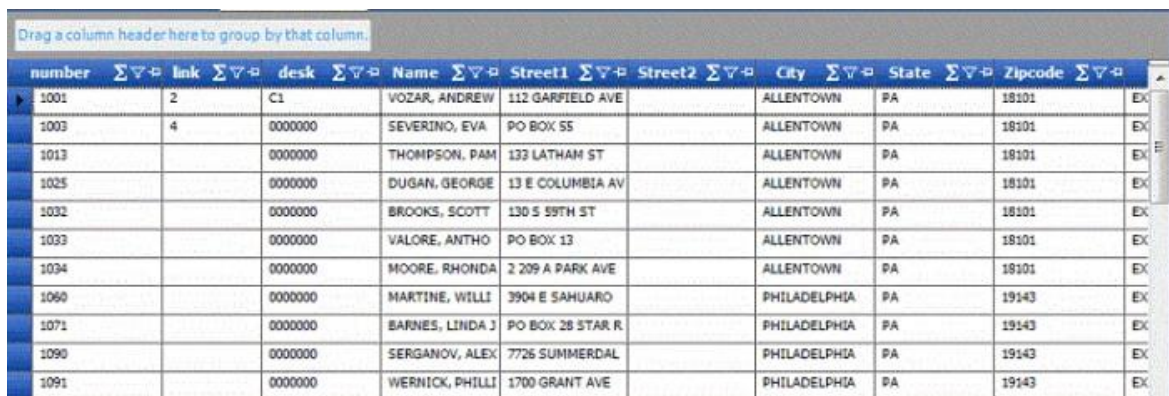 Drag a column header here to group by that column.
number link desk Name Street1 Street2 City State Zipcode
1001 2 C1 VOZAR, ANDREW 112 GARFIELD AVE ALLENTOWN PA 18101 EX
1003 4 0000000 SEVERINO, EVA PO BOX 55 ALLENTOWN PA 18101 EX
1013 0000000 THOMPSON, PAM 133 LATHAM ST ALLENTOWN PA 18101 EX
1025 0000000 DUGAN, GEORGE 13 E COLUMBIA AV ALLENTOWN PA 18101 EX
1032 0000000 BROOKS, SCOTT 130 S 59TH ST ALLENTOWN PA 18101 EX
1033 0000000 VALORE, ANTHO PO BOX 13 ALLENTOWN PA 18101 EX
1034 0000000 MOORE, RHONDA 2 209 A PARK AVE ALLENTOWN PA 18101 EX
1060 0000000 MARTINE, WILLI 3904 E SAHUARO PHILADELPHIA PA 19143 EX
1071 0000000 BARNES, LINDA J PO BOX 28 STAR R PHILADELPHIA PA 19143 EX
1090 0000000 SERGANOV, ALEX 7726 SUMMERDAL PHILADELPHIA PA 19143 EX
1091 0000000 WERNICK, PHILLI 1700 GRANT AVE PHILADELPHIA PA 19143 EX